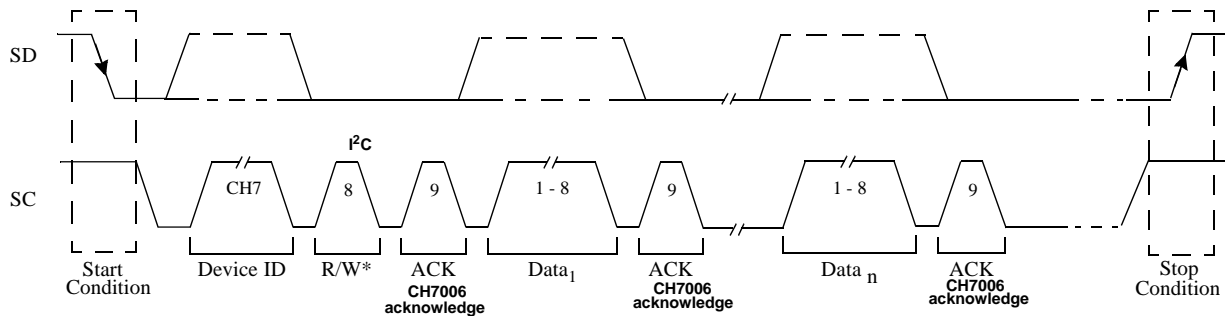 SD
I²C
SC
CH7
8
9
1 - 8
9
1 - 8
9
Start
Condition
Device ID
R/W*
ACK
CH7006
acknowledge
Data1
ACK
CH7006
acknowledge
Data n
ACK
CH7006
acknowledge
Stop
Condition